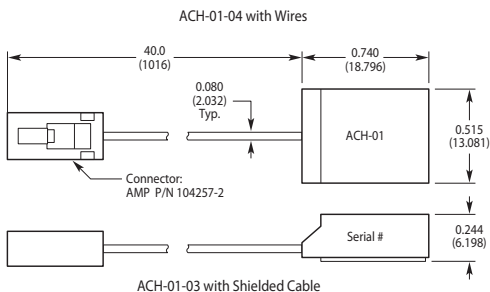 ACH-01-04 with Wires
40.0
(1016)
0.740
(18.796)
0.080
(2.032)
Typ.
ACH-01
0.515
(13.081)
Connector:
AMP P/N 104257-2
Serial #
0.244
(6.198)
ACH-01-03 with Shielded Cable